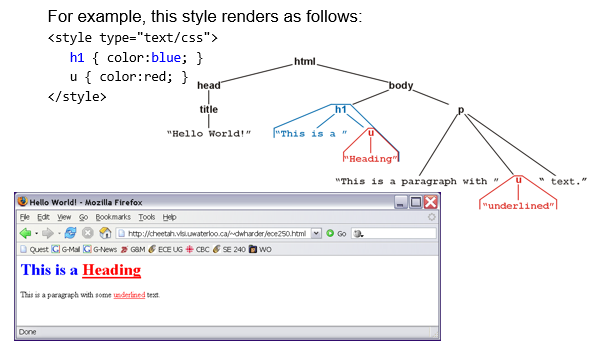 For example, this style renders as follows:
<style type="text/css">
h1 { color:blue; }
u { color:red; }
</style>
html
head
body
title
h1
p
"Hello World!"
"This is a "
u
"Heading"
"This is a paragraph with "
u
" text."
"underlined"
Hello World! - Mozilla Firefox
File Edit View Go Bookmarks Tools Help
http://cheetah.vlsi.uwaterloo.ca/~dwharder/ece250.html
Go
Quest G-Mail G-News G&M ECE UG CBC SE 240 WO
This is a Heading
This is a paragraph with some underlined text.
Done